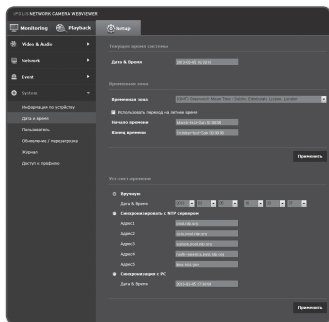 iPOLIS NETWORK CAMERA WEBVIEWER
Monitoring
Playback
Setup
Video & Audio
Network
Event
System
Информация по устройству
Дата и время
Пользователь
Обновление / перезагрузка
Журнал
Доступ к профилю
Текущее время системы
Дата & Время
Временная зона
Временная зона
Использовать переход на летнее время
Начало времени
Конец времени
Применить
Уст.сист.времени
Вручную
Дата & Время
Синхронизировать с NTP сервером
Адрес1
Адрес2
Адрес3
Адрес4
Адрес5
Синхронизация с PC
Дата & Время
Применить